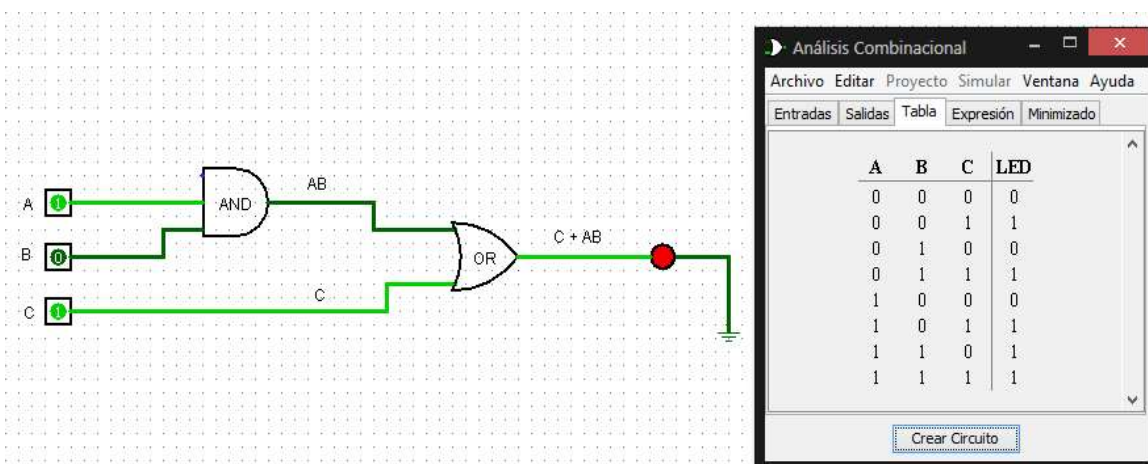 A 1
B 0
C 1
AND
AB
C
OR
C + AB
Análisis Combinacional
Archivo Editar Proyecto Simular Ventana Ayuda
Entradas Salidas Tabla Expresión Minimizado
A B C LED
0 0 0 0
0 0 1 1
0 1 0 0
0 1 1 1
1 0 0 0
1 0 1 1
1 1 0 1
1 1 1 1
Crear Circuito